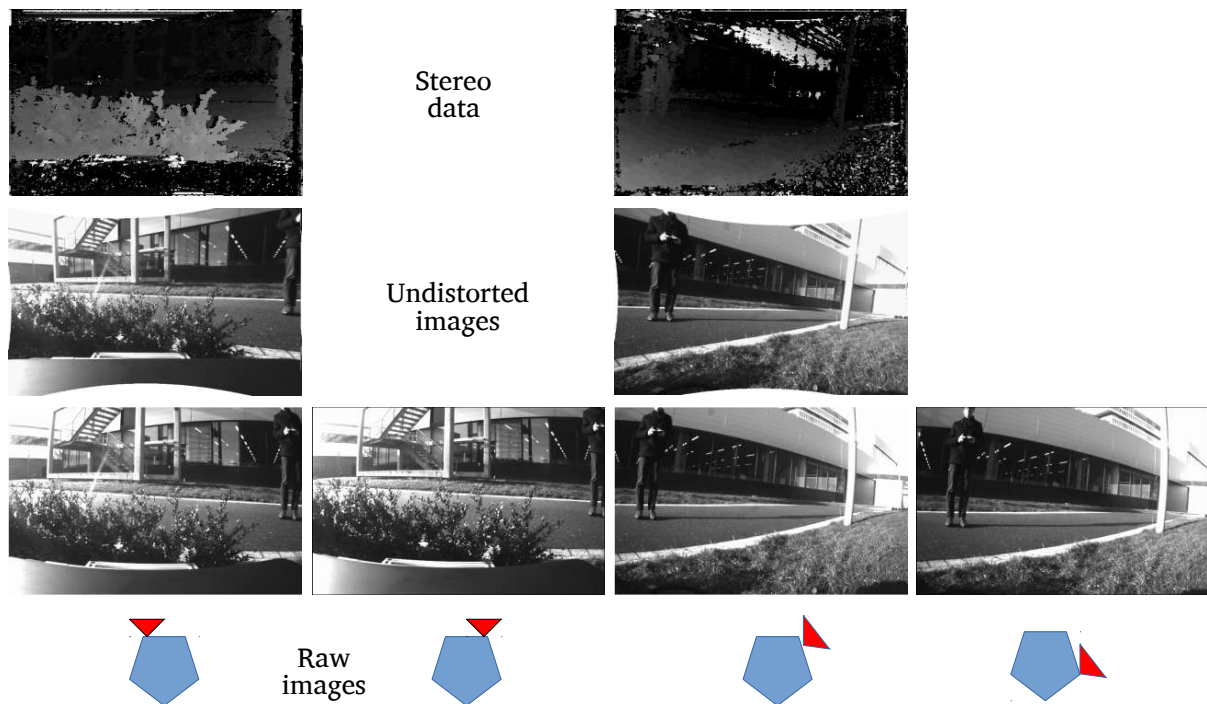 Stereo
data
Undistorted
images
Raw
images